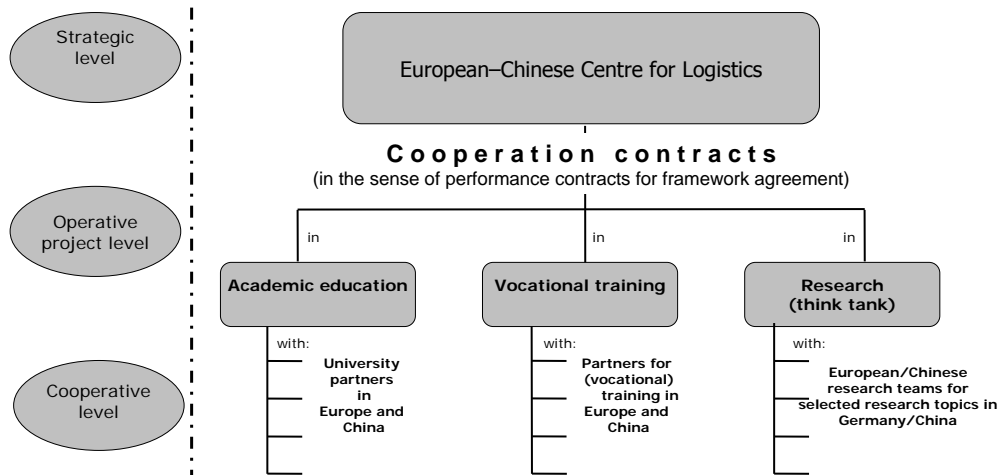 Strategic
level
European–Chinese Centre for Logistics
Cooperation contracts
(in the sense of performance contracts for framework agreement)
Operative
project level
in
in
in
Academic education
Vocational training
Research
(think tank)
Cooperative
level
with:
University
partners
in
Europe and
China
with:
Partners for
(vocational)
training in
Europe and
China
with:
European/Chinese
research teams for
selected research topics in
Germany/China